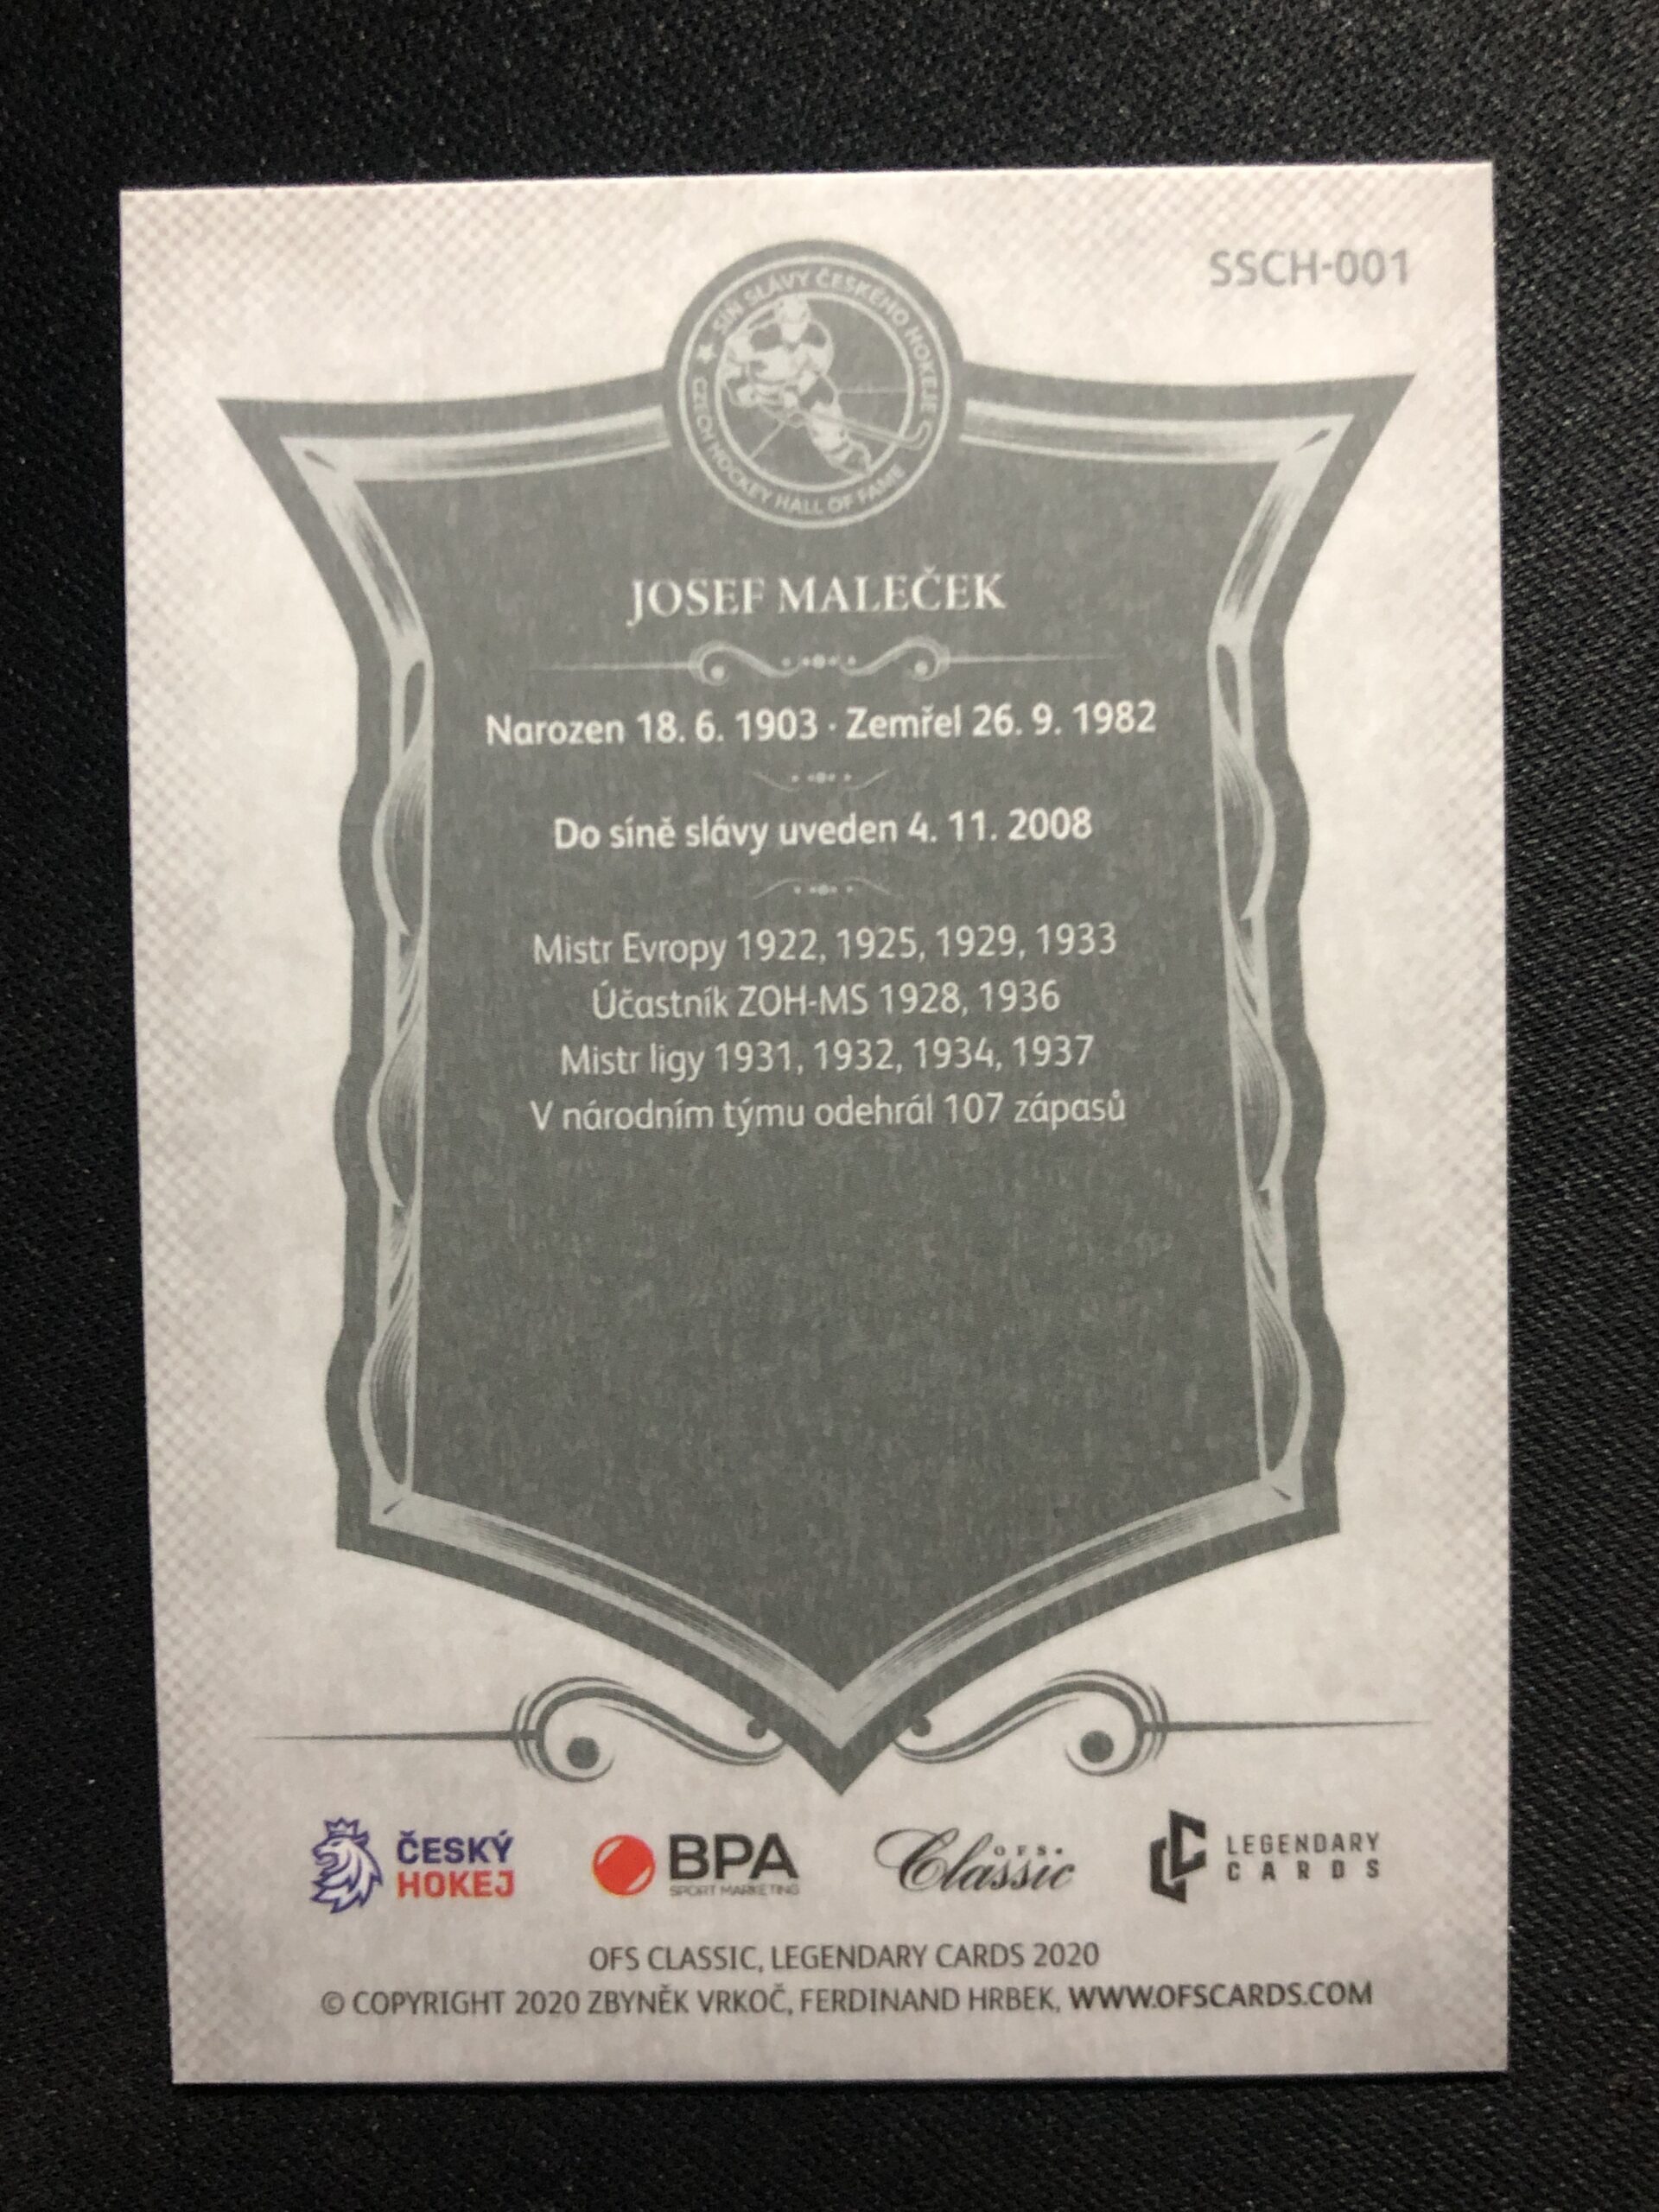 SSCH-001
SÍŇ SLÁVY ČESKÉHO HOKEJE
CZECH HOCKEY HALL OF FAME
JOSEF MALEČEK
Narozen 18. 6. 1903 · Zemřel 26. 9. 1982
Do síně slávy uveden 4. 11. 2008
Mistr Evropy 1922, 1925, 1929, 1933
Účastník ZOH-MS 1928, 1936
Mistr ligy 1931, 1932, 1934, 1937
V národním týmu odehrál 107 zápasů
ČESKÝ
HOKEJ
BPA
SPORT MARKETING
OFS
Classic
LEGENDARY
CARDS
OFS CLASSIC, LEGENDARY CARDS 2020
© COPYRIGHT 2020 ZBYNĚK VRKOČ, FERDINAND HRBEK, WWW.OFSCARDS.COM